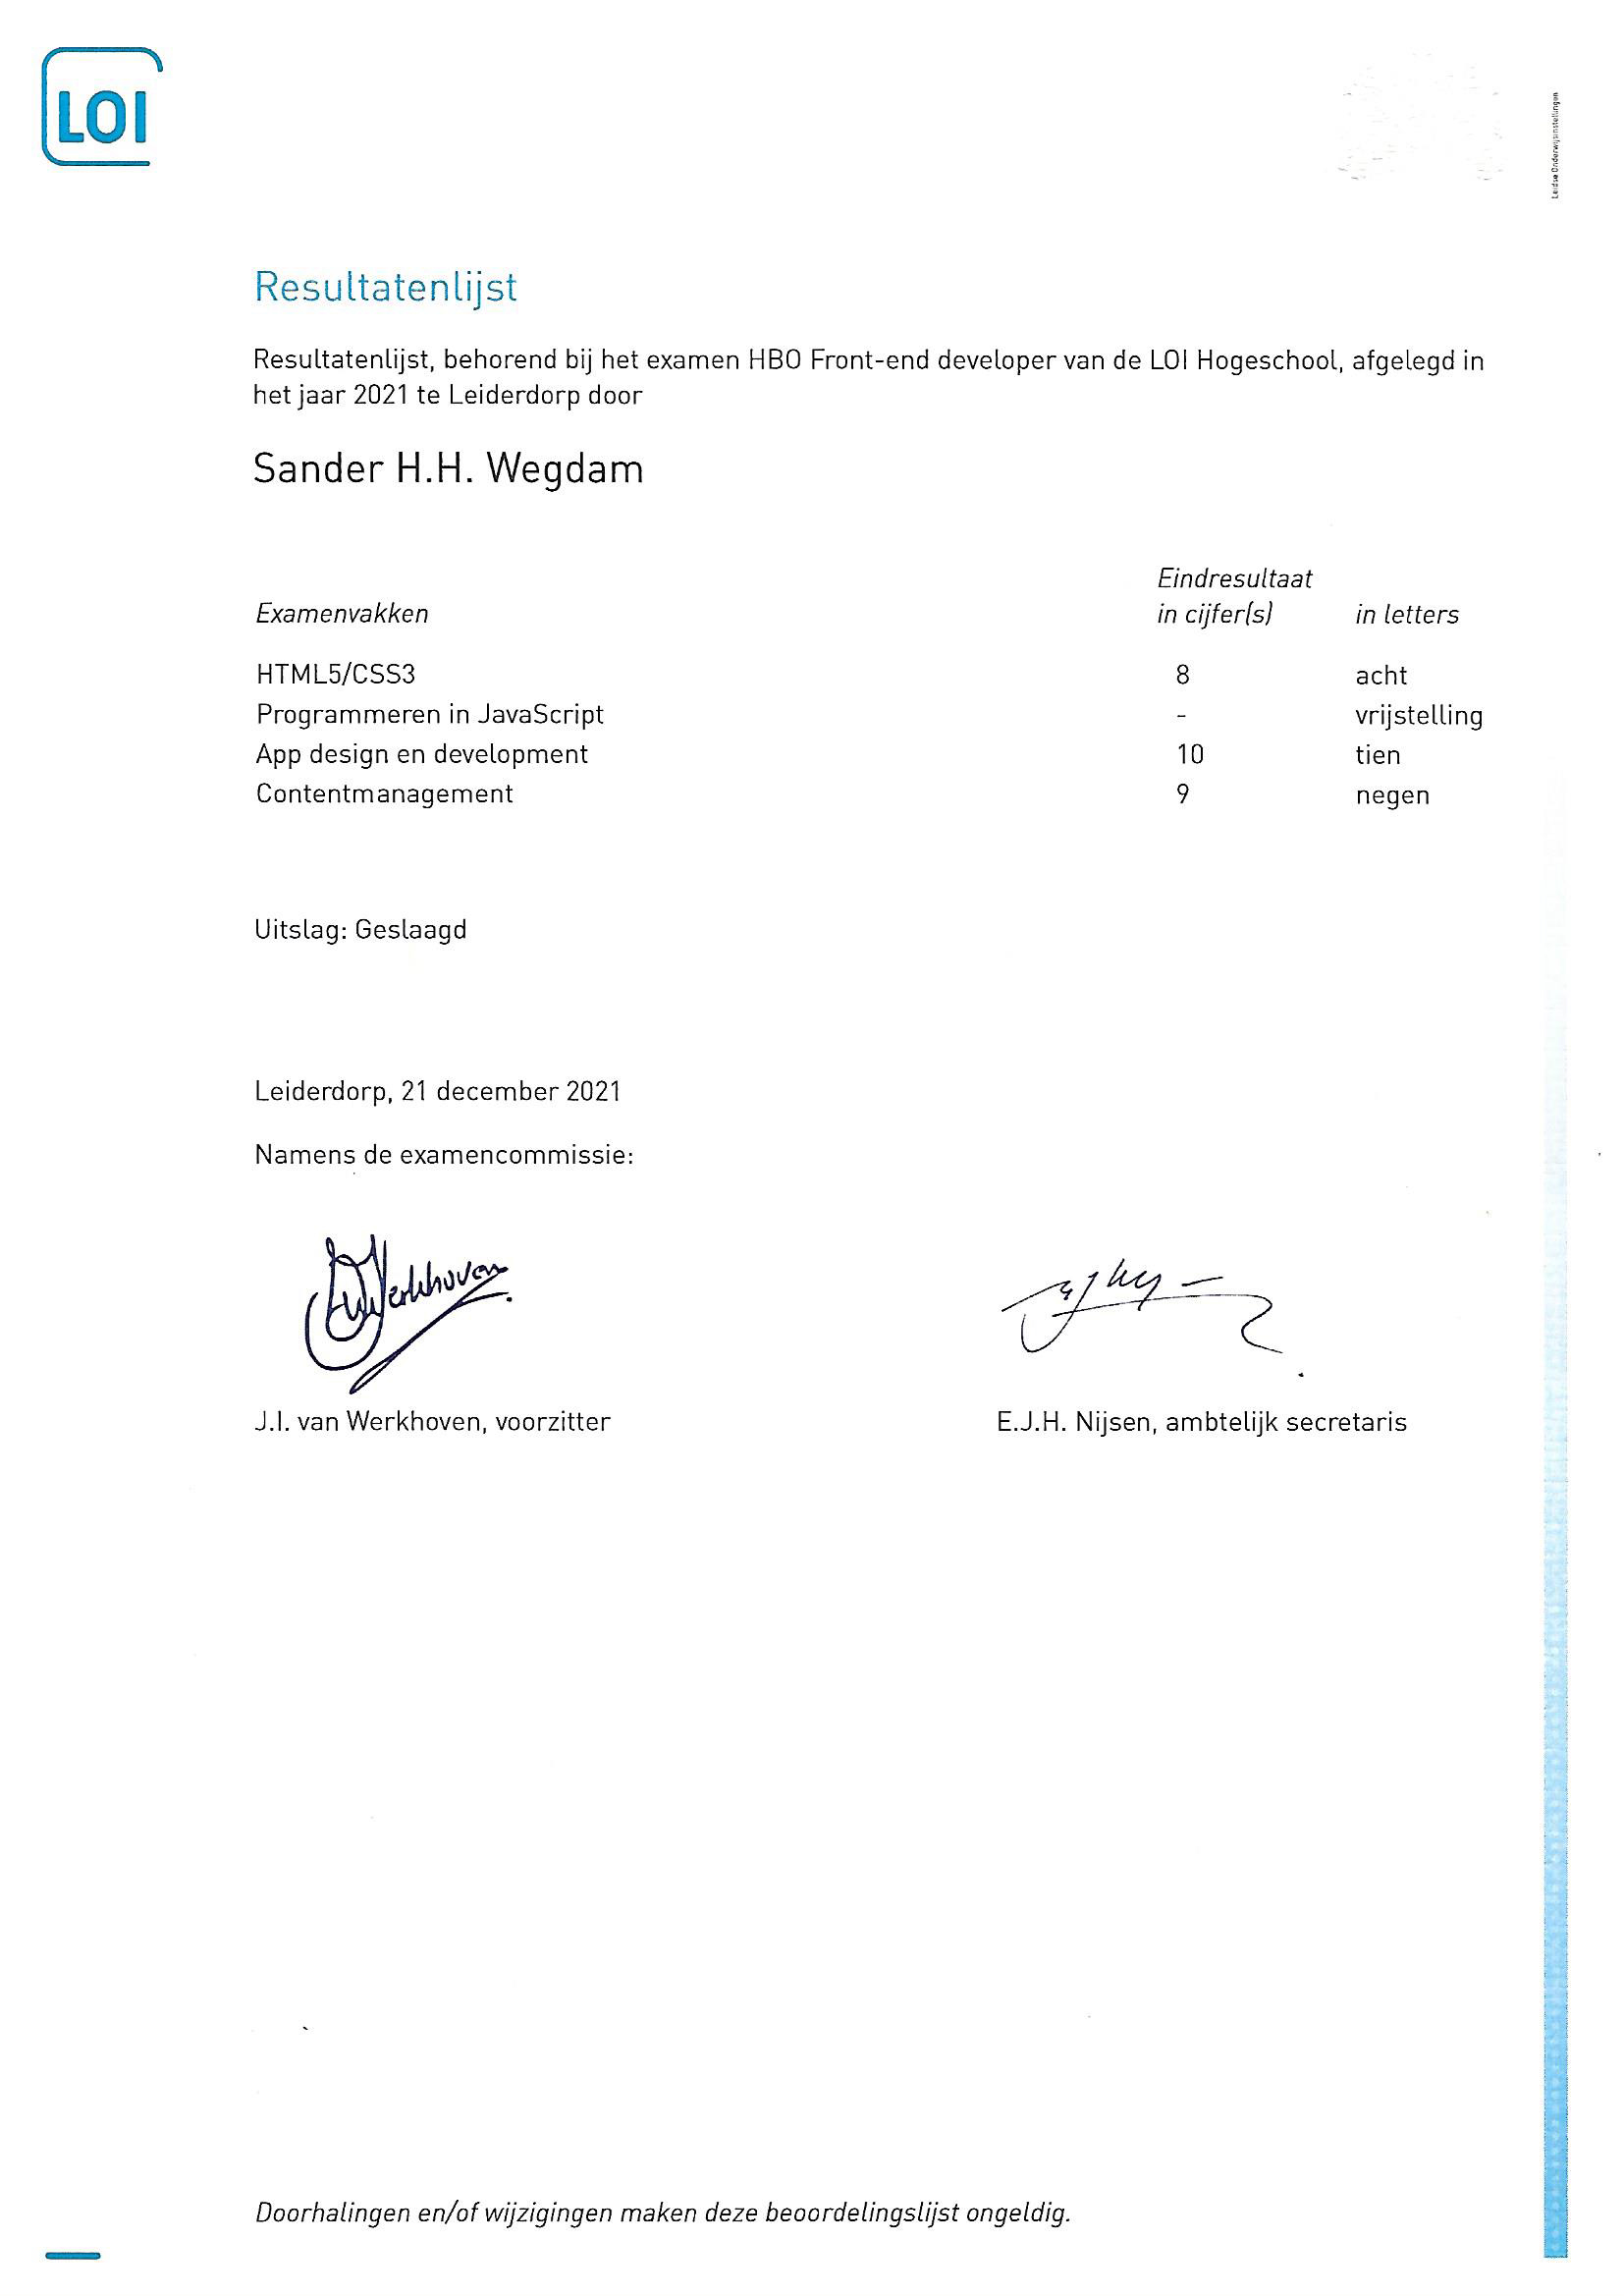 LOI
Leidse Onderwijsinstellingen
Resultatenlijst
Resultatenlijst, behorend bij het examen HBO Front-end developer van de LOI Hogeschool, afgelegd in
het jaar 2021 te Leiderdorp door
Sander H.H. Wegdam
Eindresultaat
Examenvakken in cijfer(s) in letters
HTML5/CSS3 8 acht
Programmeren in JavaScript - vrijstelling
App design en development 10 tien
Contentmanagement 9 negen
Uitslag: Geslaagd
Leiderdorp, 21 december 2021
Namens de examencommissie:
J.I. van Werkhoven, voorzitter E.J.H. Nijsen, ambtelijk secretaris
Doorhalingen en/of wijzigingen maken deze beoordelingslijst ongeldig.